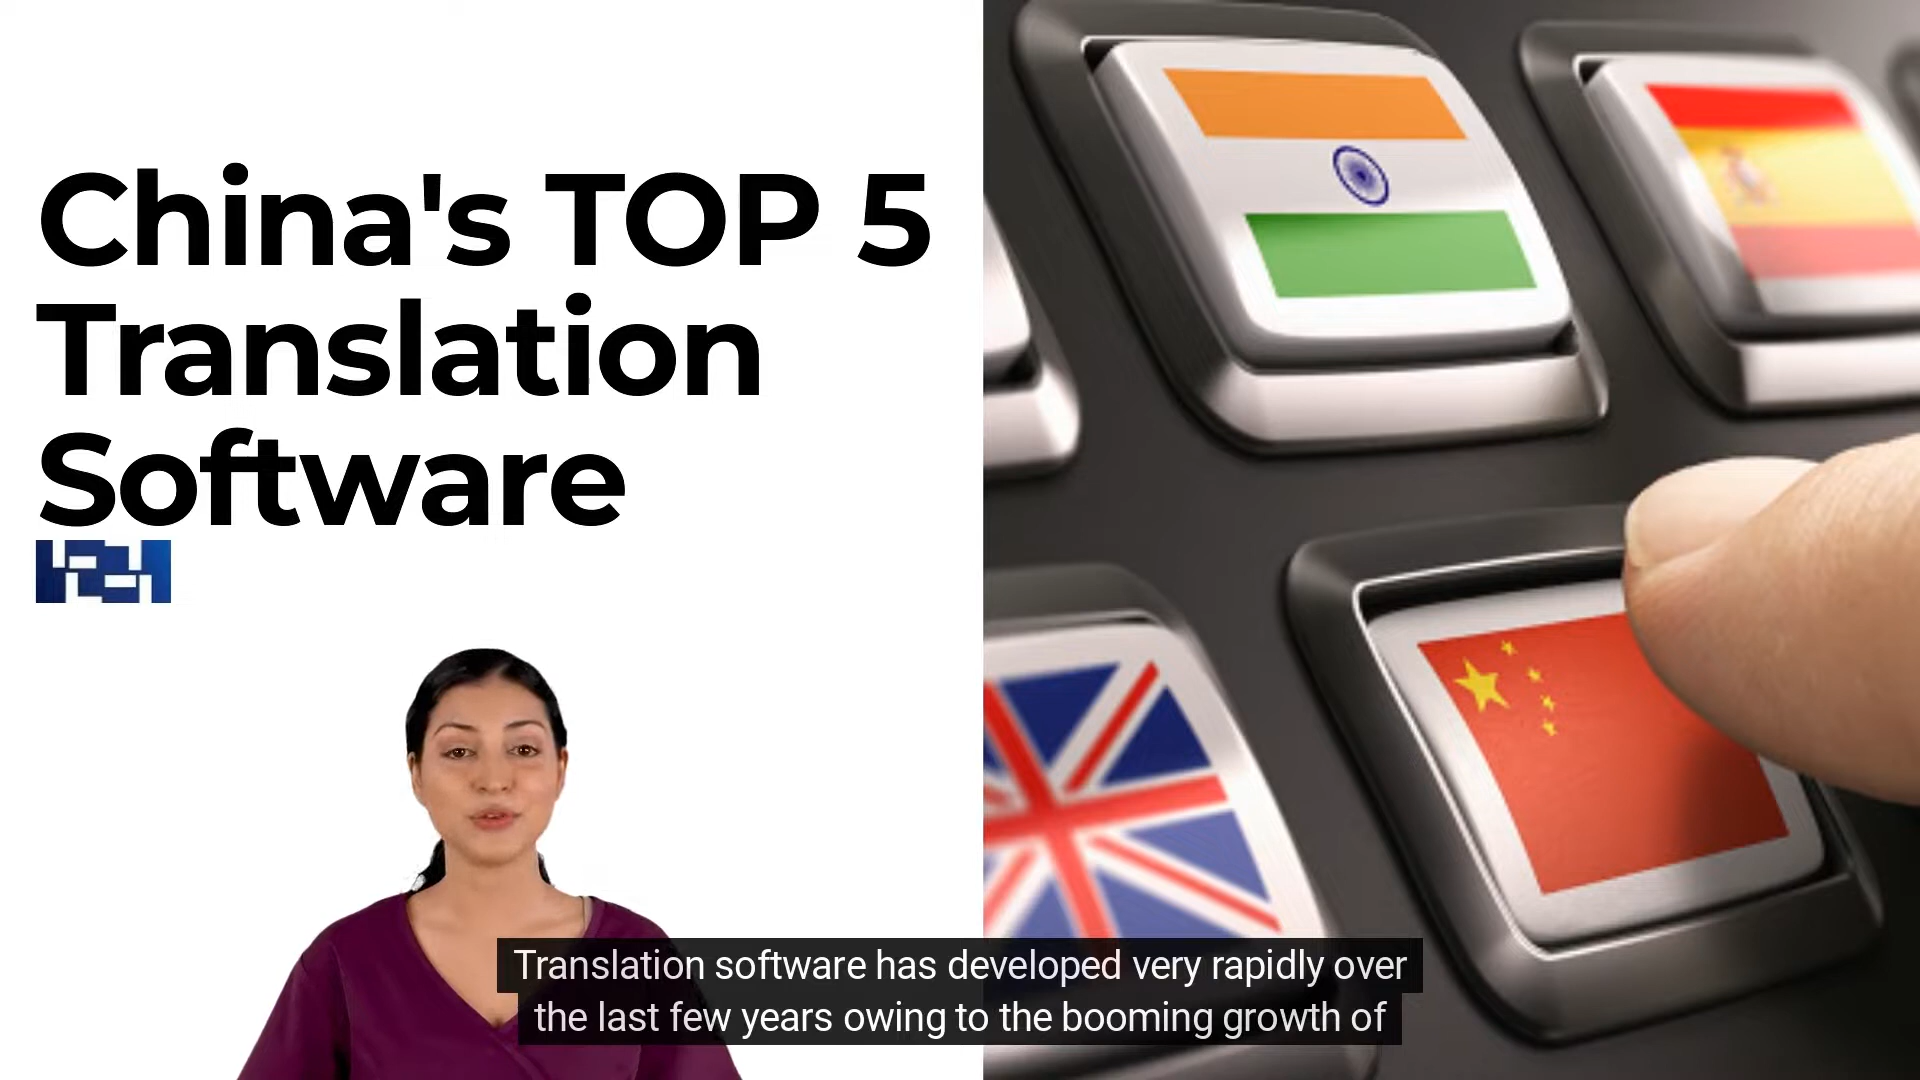 China's TOP 5
Translation
Software
Translation software has developed very rapidly over
the last few years owing to the booming growth of